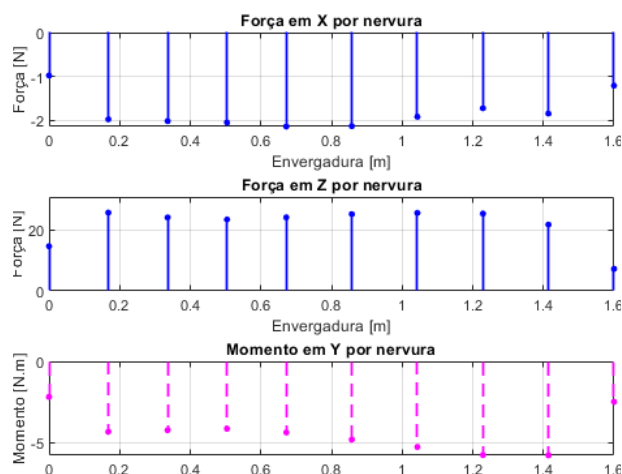 Força em X por nervura
Força [N]
0
-1
-2
0 0.2 0.4 0.6 0.8 1 1.2 1.4 1.6
Envergadura [m]
Força em Z por nervura
Força [N]
20
0
0 0.2 0.4 0.6 0.8 1 1.2 1.4 1.6
Envergadura [m]
Momento em Y por nervura
Momento [N.m]
0
-5
0 0.2 0.4 0.6 0.8 1 1.2 1.4 1.6
Envergadura [m]